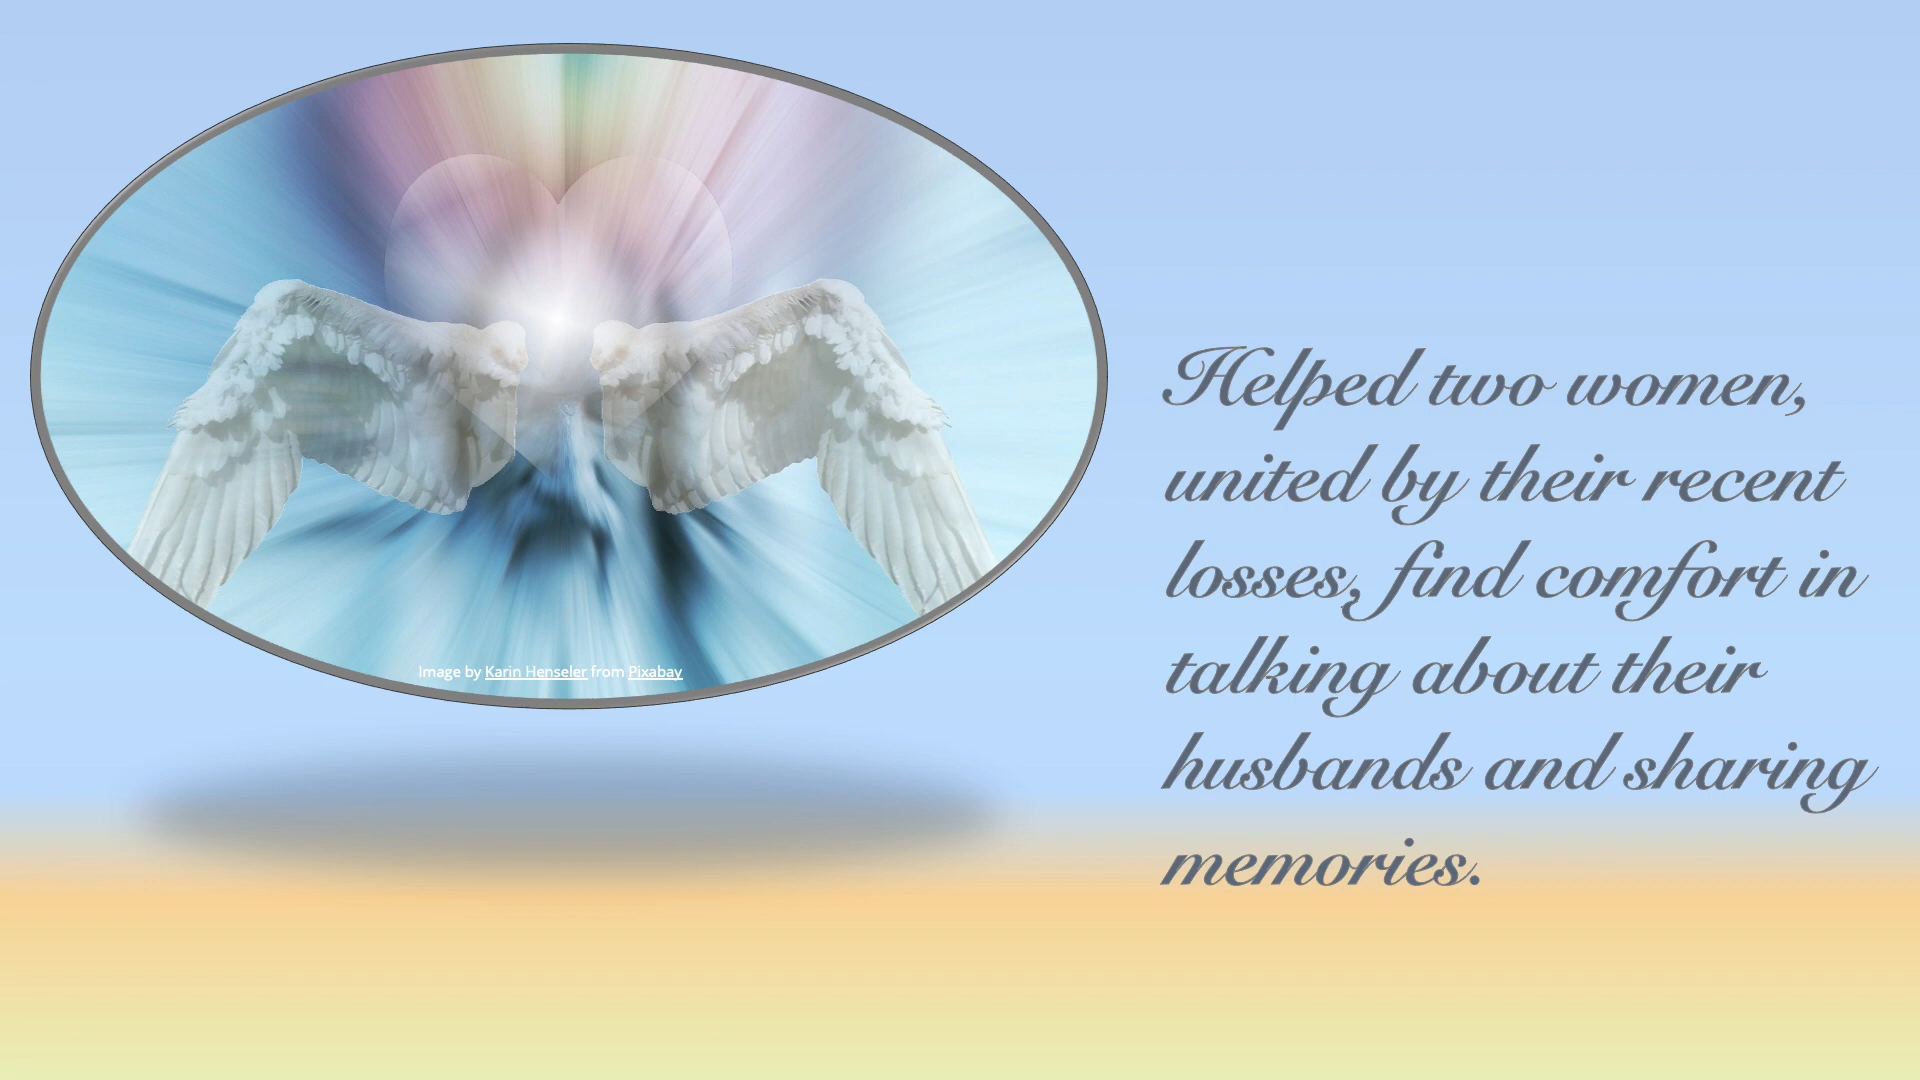 Image by Karin Henseler from Pixabay
Helped two women,
united by their recent
losses, find comfort in
talking about their
husbands and sharing
memories.